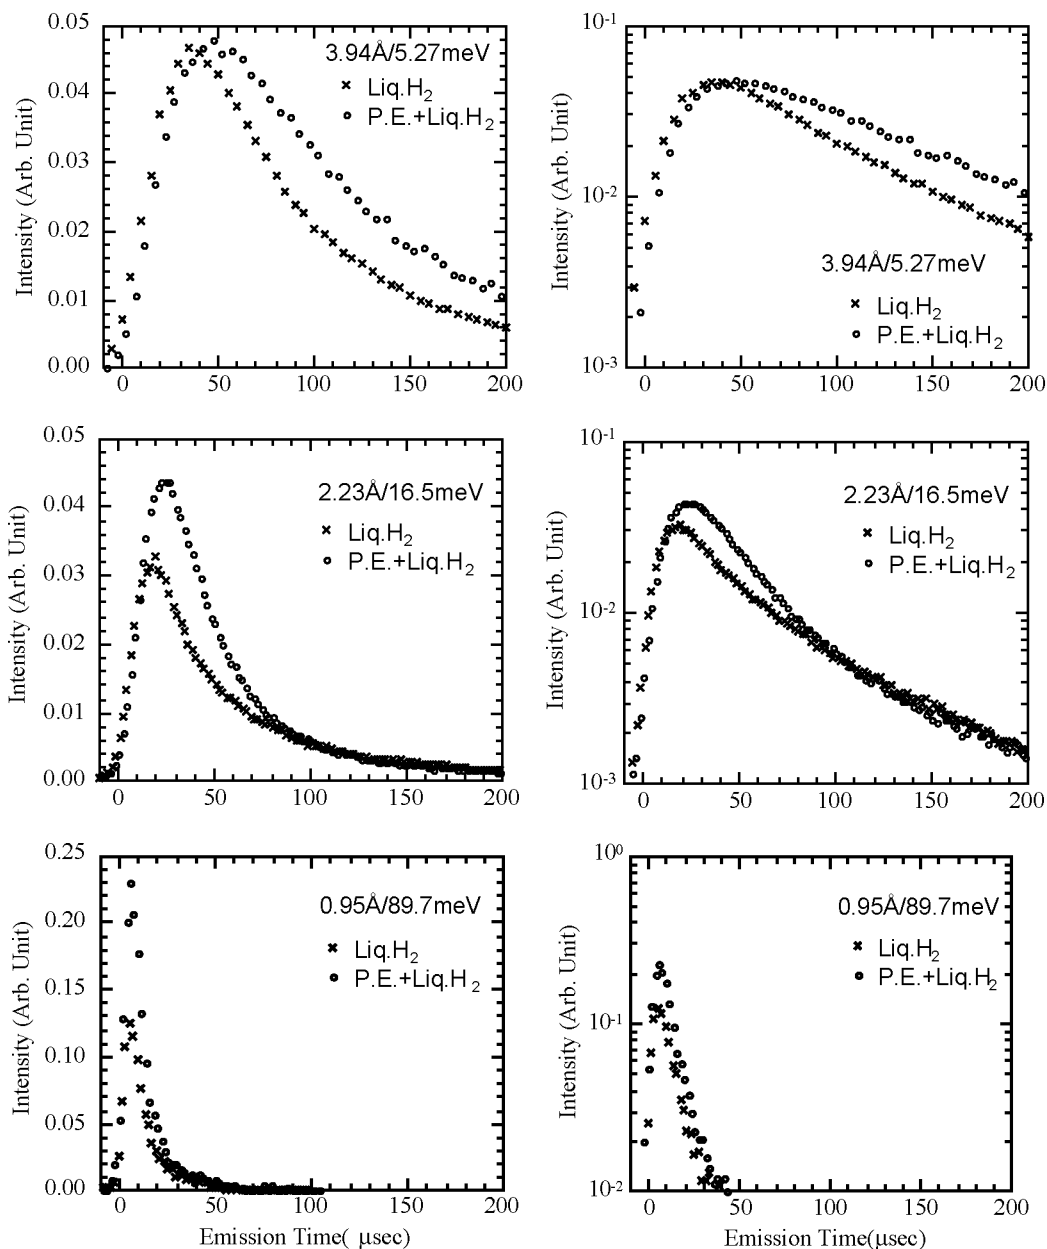 0.05
0.04
0.03
0.02
0.01
0.00
Intensity (Arb. Unit)
3.94Å/5.27meV
× Liq.H2
o P.E.+Liq.H2
0 50 100 150 200
10-1
10-2
10-3
Intensity (Arb. Unit)
3.94Å/5.27meV
× Liq.H2
o P.E.+Liq.H2
0 50 100 150 200
0.05
0.04
0.03
0.02
0.01
0.00
Intensity (Arb. Unit)
2.23Å/16.5meV
× Liq.H2
o P.E.+Liq.H2
0 50 100 150 200
10-1
10-2
10-3
Intensity (Arb. Unit)
2.23Å/16.5meV
× Liq.H2
o P.E.+Liq.H2
0 50 100 150 200
0.25
0.20
0.15
0.10
0.05
0.00
Intensity (Arb. Unit)
0.95Å/89.7meV
× Liq.H2
o P.E.+Liq.H2
0 50 100 150 200
Emission Time( μsec)
100
10-1
10-2
Intensity (Arb. Unit)
0.95Å/89.7meV
× Liq.H2
o P.E.+Liq.H2
0 50 100 150 200
Emission Time(μsec)